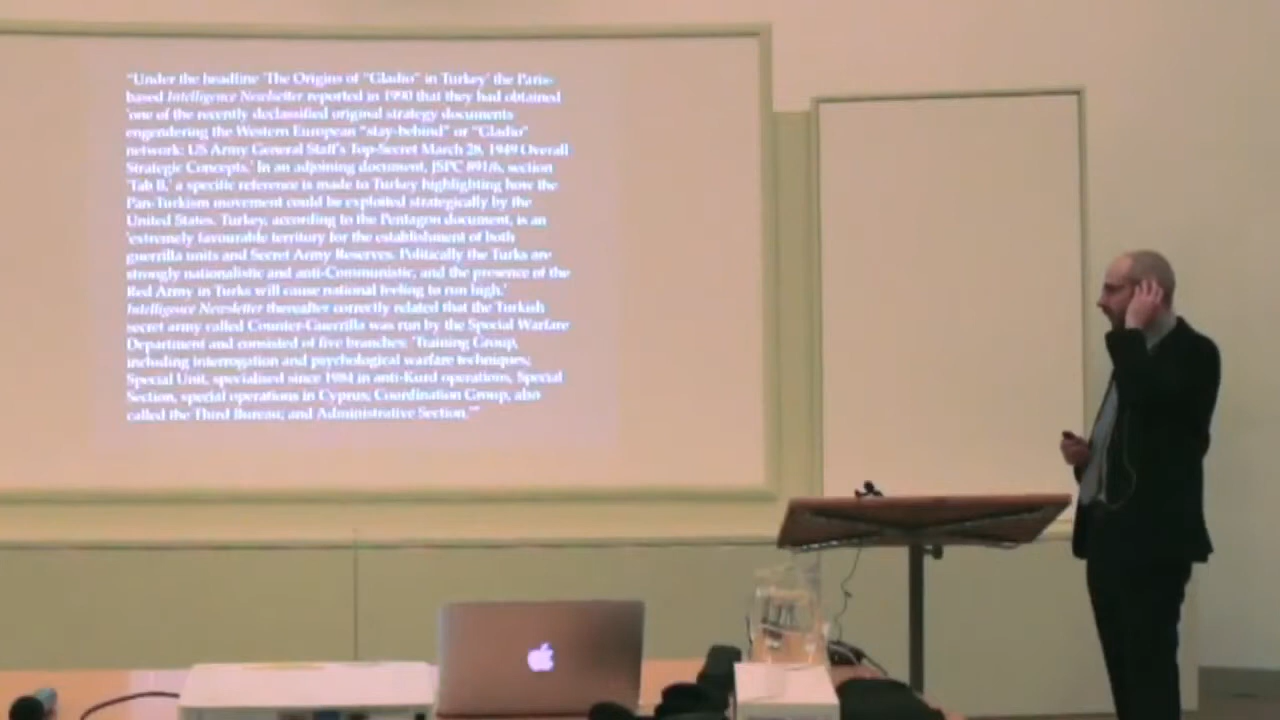 "Under the headline 'The Origins of "Gladio" in Turkey' the Paris-
based Intelligence Newsletter reported in 1990 that they had obtained
'one of the recently declassified original strategy documents
engendering the Western European "stay-behind" or "Gladio"
network: US Army General Staff's Top-Secret March 28, 1949 Overall
Strategic Concepts.' In an adjoining document, JSPC 891/6, section
'Tab B,' a specific reference is made to Turkey highlighting how the
Pan-Turkism movement could be exploited strategically by the
United States. Turkey, according to the Pentagon document, is an
'extremely favourable territory for the establishment of both
guerrilla units and Secret Army Reserves. Politically the Turks are
strongly nationalistic and anti-Communistic, and the presence of the
Red Army in Turks will cause national feeling to run high.'
Intelligence Newsletter thereafter correctly related that the Turkish
secret army called Counter-Guerrilla was run by the Special Warfare
Department and consisted of five branches: 'Training Group,
including interrogation and psychological warfare techniques;
Special Unit, specialised since 1984 in anti-Kurd operations, Special
Section, special operations in Cyprus; Coordination Group, also
called the Third Bureau; and Administrative Section.'"